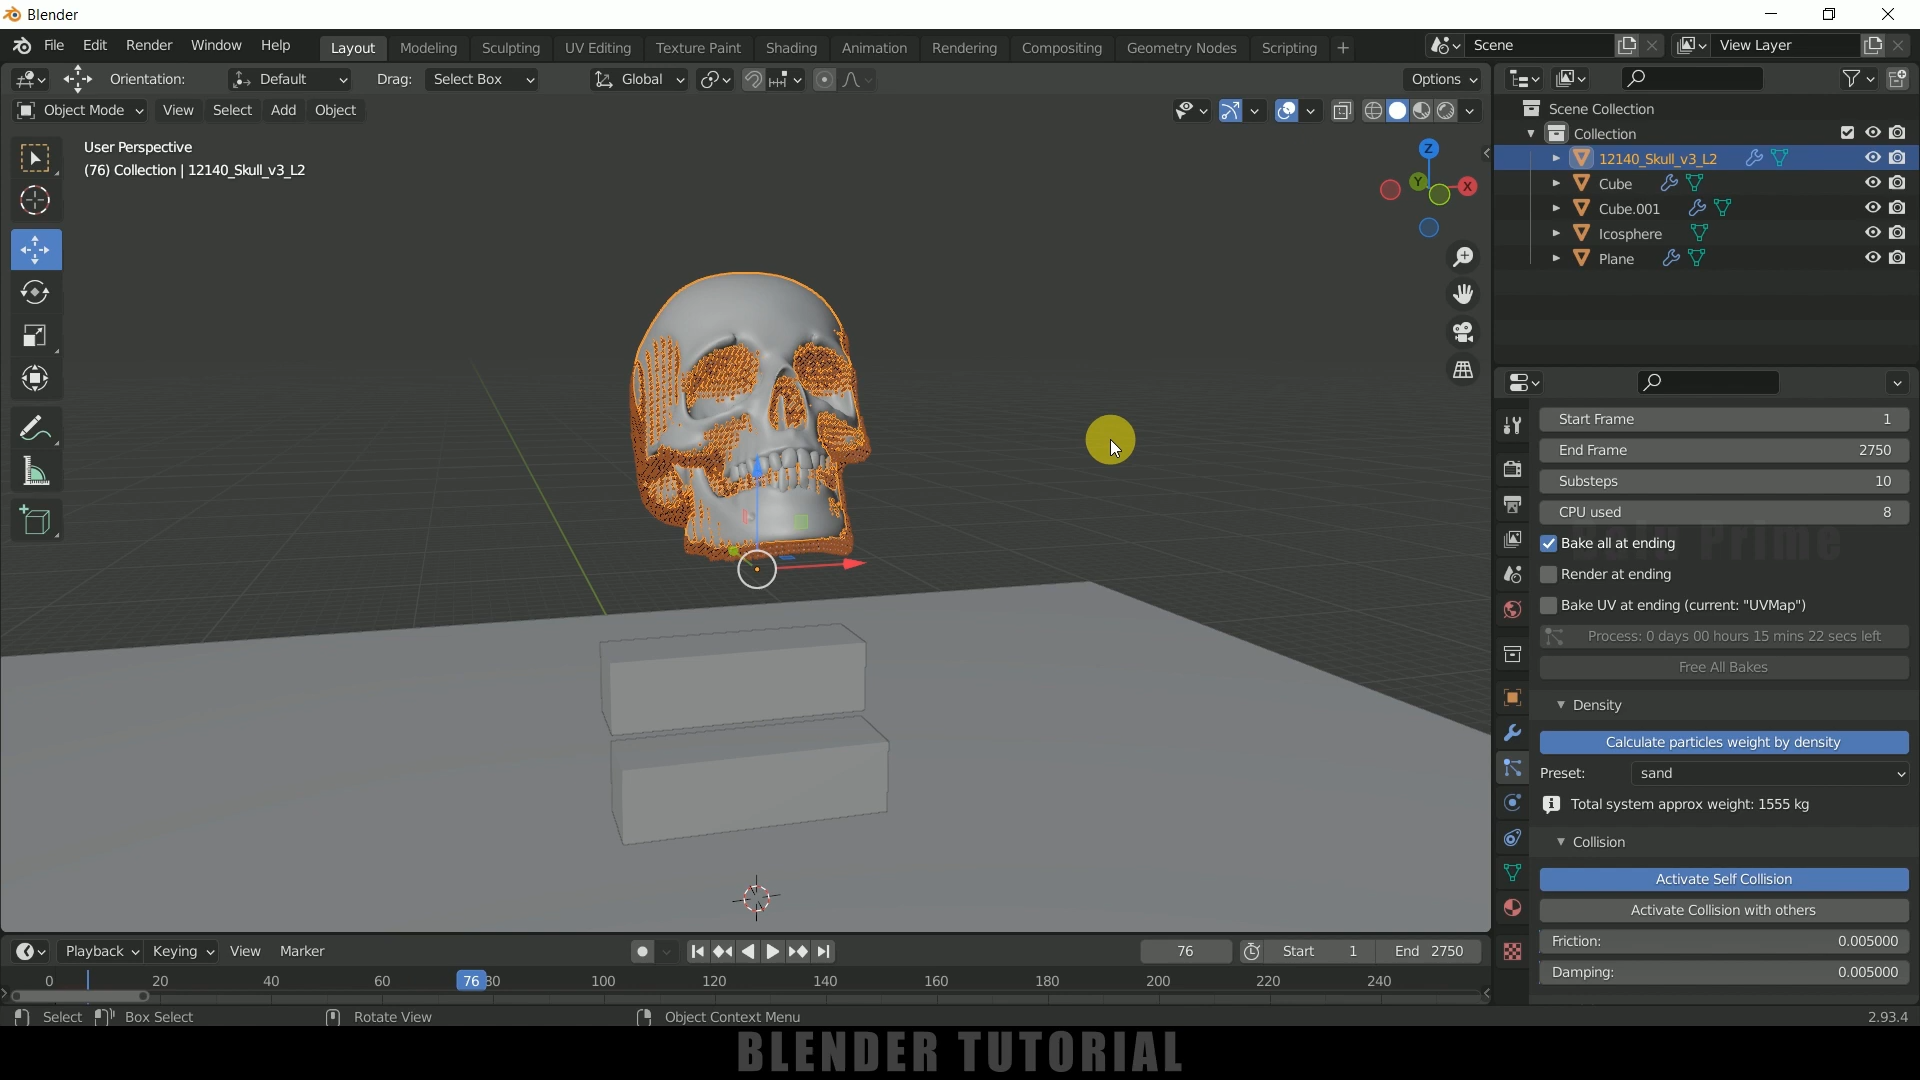 Blender
File Edit Render Window Help Layout Modeling Sculpting UV Editing Texture Paint Shading Animation Rendering Compositing Geometry Nodes Scripting + Scene View Layer
Orientation: Default Drag: Select Box Global Options
Object Mode View Select Add Object
User Perspective
(76) Collection | 12140_Skull_v3_L2
Z
Y
X
Scene Collection
Collection
12140_Skull_v3_L2
Cube
Cube.001
Icosphere
Plane
Start Frame 1
End Frame 2750
Substeps 10
CPU used 8
Bake all at ending
Prime
Render at ending
Bake UV at ending (current: "UVMap")
Process: 0 days 00 hours 15 mins 22 secs left
Free All Bakes
Density
Calculate particles weight by density
Preset: sand
Total system approx weight: 1555 kg
Collision
Activate Self Collision
Activate Collision with others
Friction: 0.005000
Damping: 0.005000
Playback Keying View Marker 76 Start 1 End 2750
0 20 40 60 76 80 100 120 140 160 180 200 220 240
Select Box Select Rotate View Object Context Menu 2.93.4
BLENDER TUTORIAL